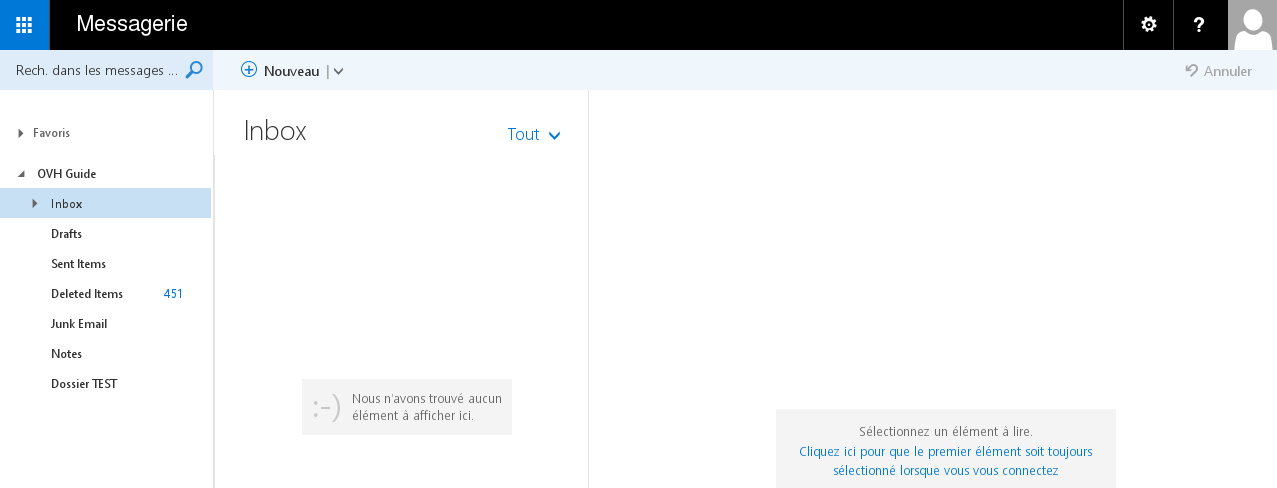 Messagerie
?
Rech. dans les messages ...
Nouveau |
Annuler
Favoris
OVH Guide
Inbox
Drafts
Sent Items
Deleted Items 451
Junk Email
Notes
Dossier TEST
Inbox
Tout
:-)
Nous n'avons trouvé aucun
élément à afficher ici.
Sélectionnez un élément à lire.
Cliquez ici pour que le premier élément soit toujours
sélectionné lorsque vous vous connectez